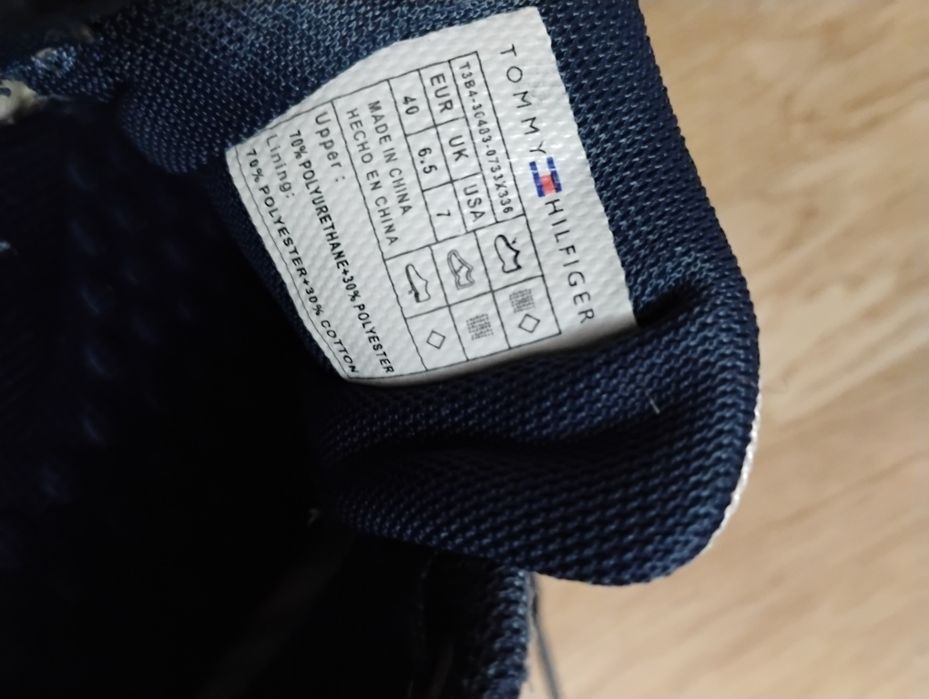 TOMMY HILFIGER
T3B4-30483-0733X336
EUR UK USA
40 6.5 7
MADE IN CHINA
HECHO EN CHINA
Upper :
70%POLYURETHANE+30%POLYESTER
Lining:
70% POLYESTER+30% COTTON